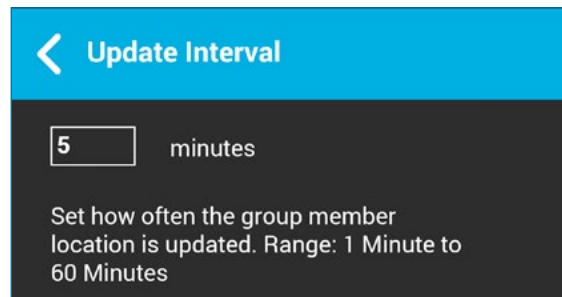 Update Interval
5 minutes
Set how often the group member
location is updated. Range: 1 Minute to
60 Minutes